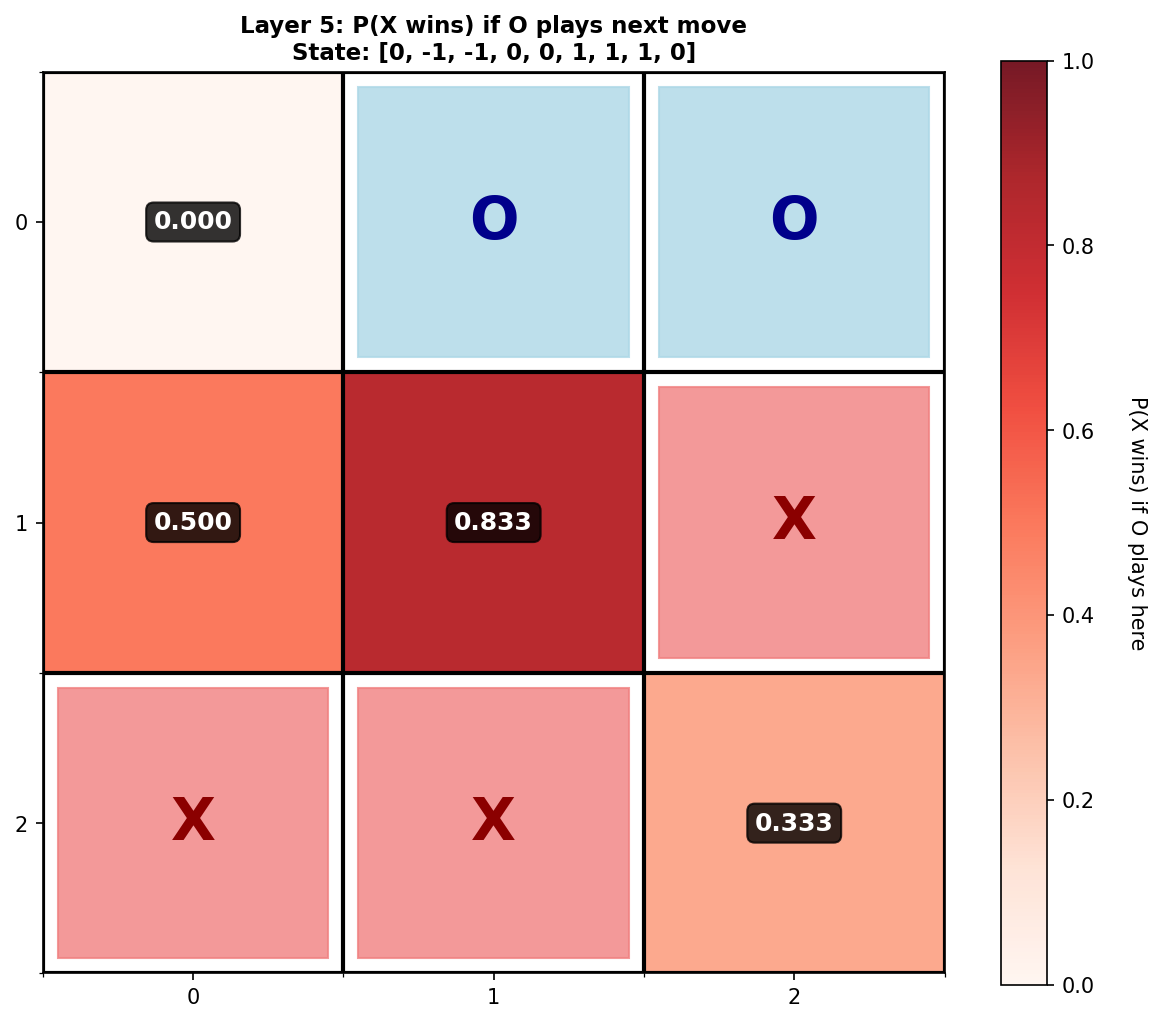 Layer 5: P(X wins) if O plays next move
State: [0, -1, -1, 0, 0, 1, 1, 1, 0]
0
0.000
O
O
1
0.500
0.833
X
2
X
X
0.333
0
1
2
1.0
0.8
0.6
0.4
0.2
0.0
P(X wins) if O plays here